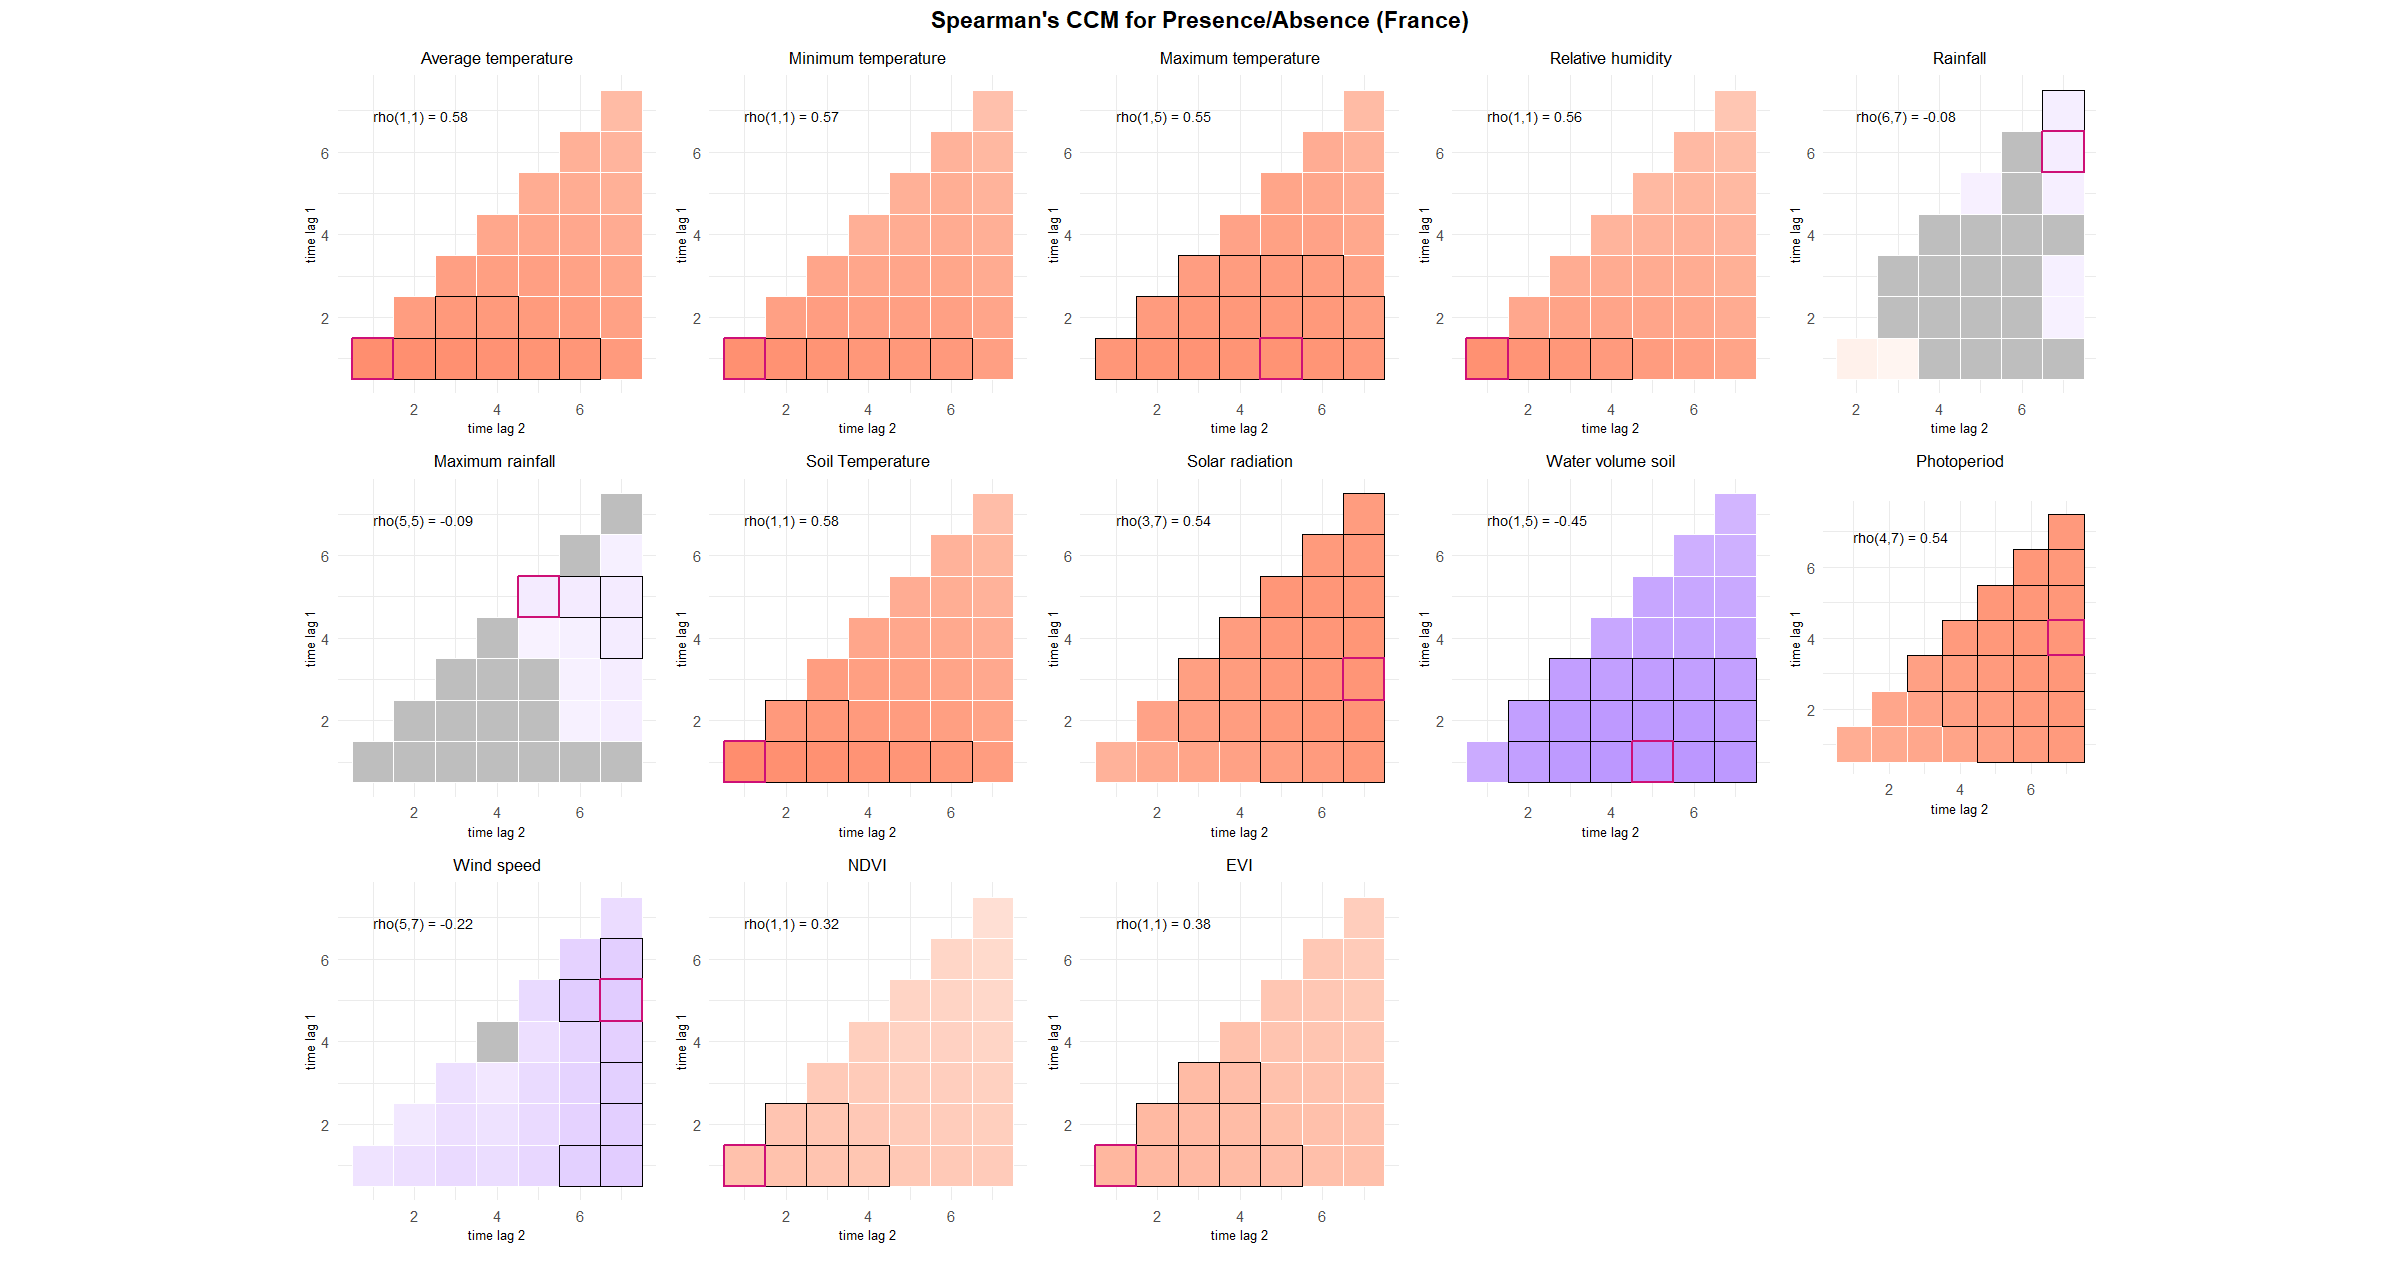 Spearman's CCM for Presence/Absence (France)
Average temperature
rho(1,1) = 0.58
time lag 1
6
4
2
2 4 6
time lag 2
Minimum temperature
rho(1,1) = 0.57
time lag 1
6
4
2
2 4 6
time lag 2
Maximum temperature
rho(1,5) = 0.55
time lag 1
6
4
2
2 4 6
time lag 2
Relative humidity
rho(1,1) = 0.56
time lag 1
6
4
2
2 4 6
time lag 2
Rainfall
rho(6,7) = -0.08
time lag 1
6
4
2
2 4 6
time lag 2
Maximum rainfall
rho(5,5) = -0.09
time lag 1
6
4
2
2 4 6
time lag 2
Soil Temperature
rho(1,1) = 0.58
time lag 1
6
4
2
2 4 6
time lag 2
Solar radiation
rho(3,7) = 0.54
time lag 1
6
4
2
2 4 6
time lag 2
Water volume soil
rho(1,5) = -0.45
time lag 1
6
4
2
2 4 6
time lag 2
Photoperiod
rho(4,7) = 0.54
time lag 1
6
4
2
2 4 6
time lag 2
Wind speed
rho(5,7) = -0.22
time lag 1
6
4
2
2 4 6
time lag 2
NDVI
rho(1,1) = 0.32
time lag 1
6
4
2
2 4 6
time lag 2
EVI
rho(1,1) = 0.38
time lag 1
6
4
2
2 4 6
time lag 2